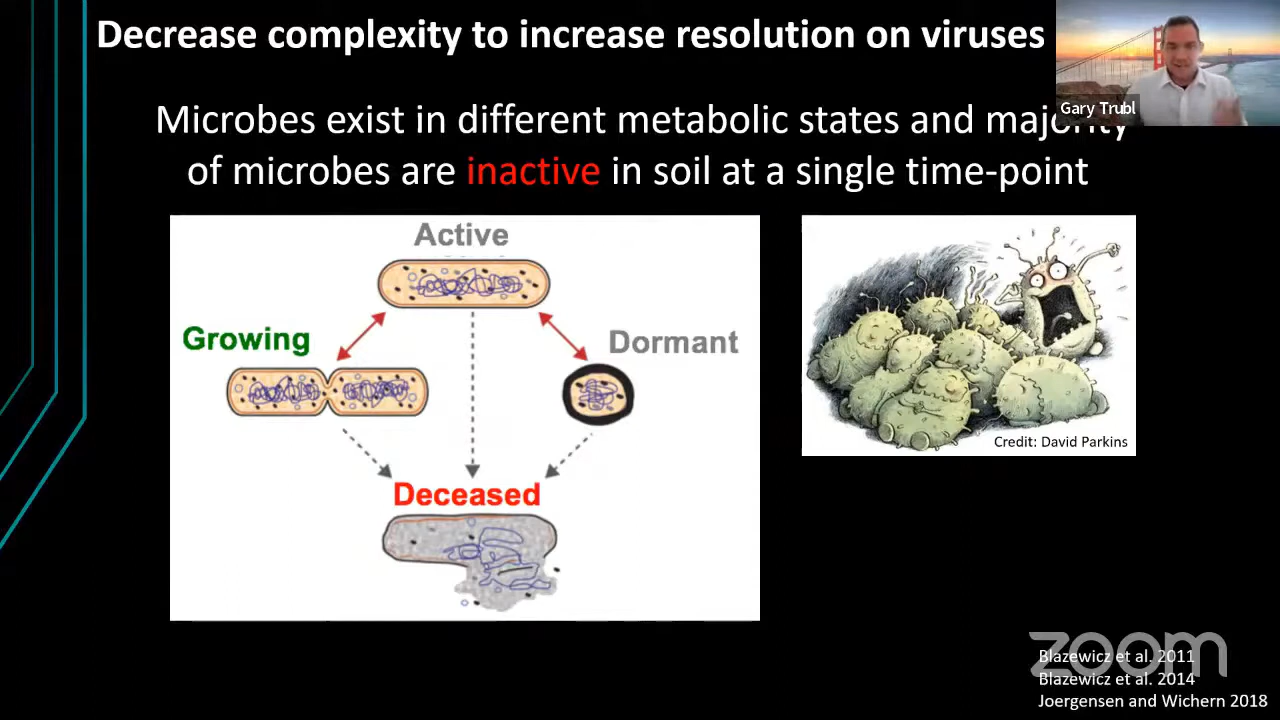 Decrease complexity to increase resolution on viruses
Gary Trubl
Microbes exist in different metabolic states and majority
of microbes are inactive in soil at a single time-point
Active
Growing
Dormant
Deceased
Credit: David Parkins
zoom
Blazewicz et al. 2011
Blazewicz et al. 2014
Joergensen and Wichern 2018